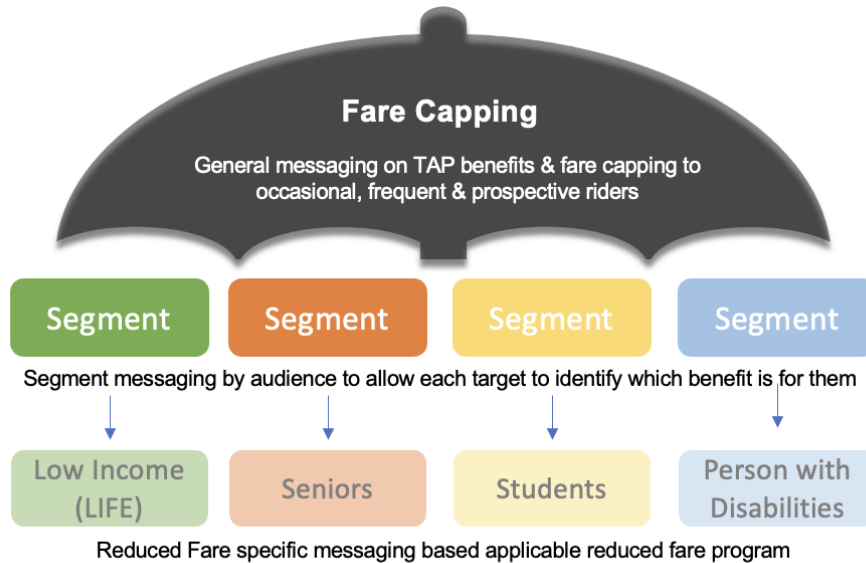 Fare Capping
General messaging on TAP benefits & fare capping to
occasional, frequent & prospective riders
Segment
Segment
Segment
Segment
Segment messaging by audience to allow each target to identify which benefit is for them
Low Income
(LIFE)
Seniors
Students
Person with
Disabilities
Reduced Fare specific messaging based applicable reduced fare program